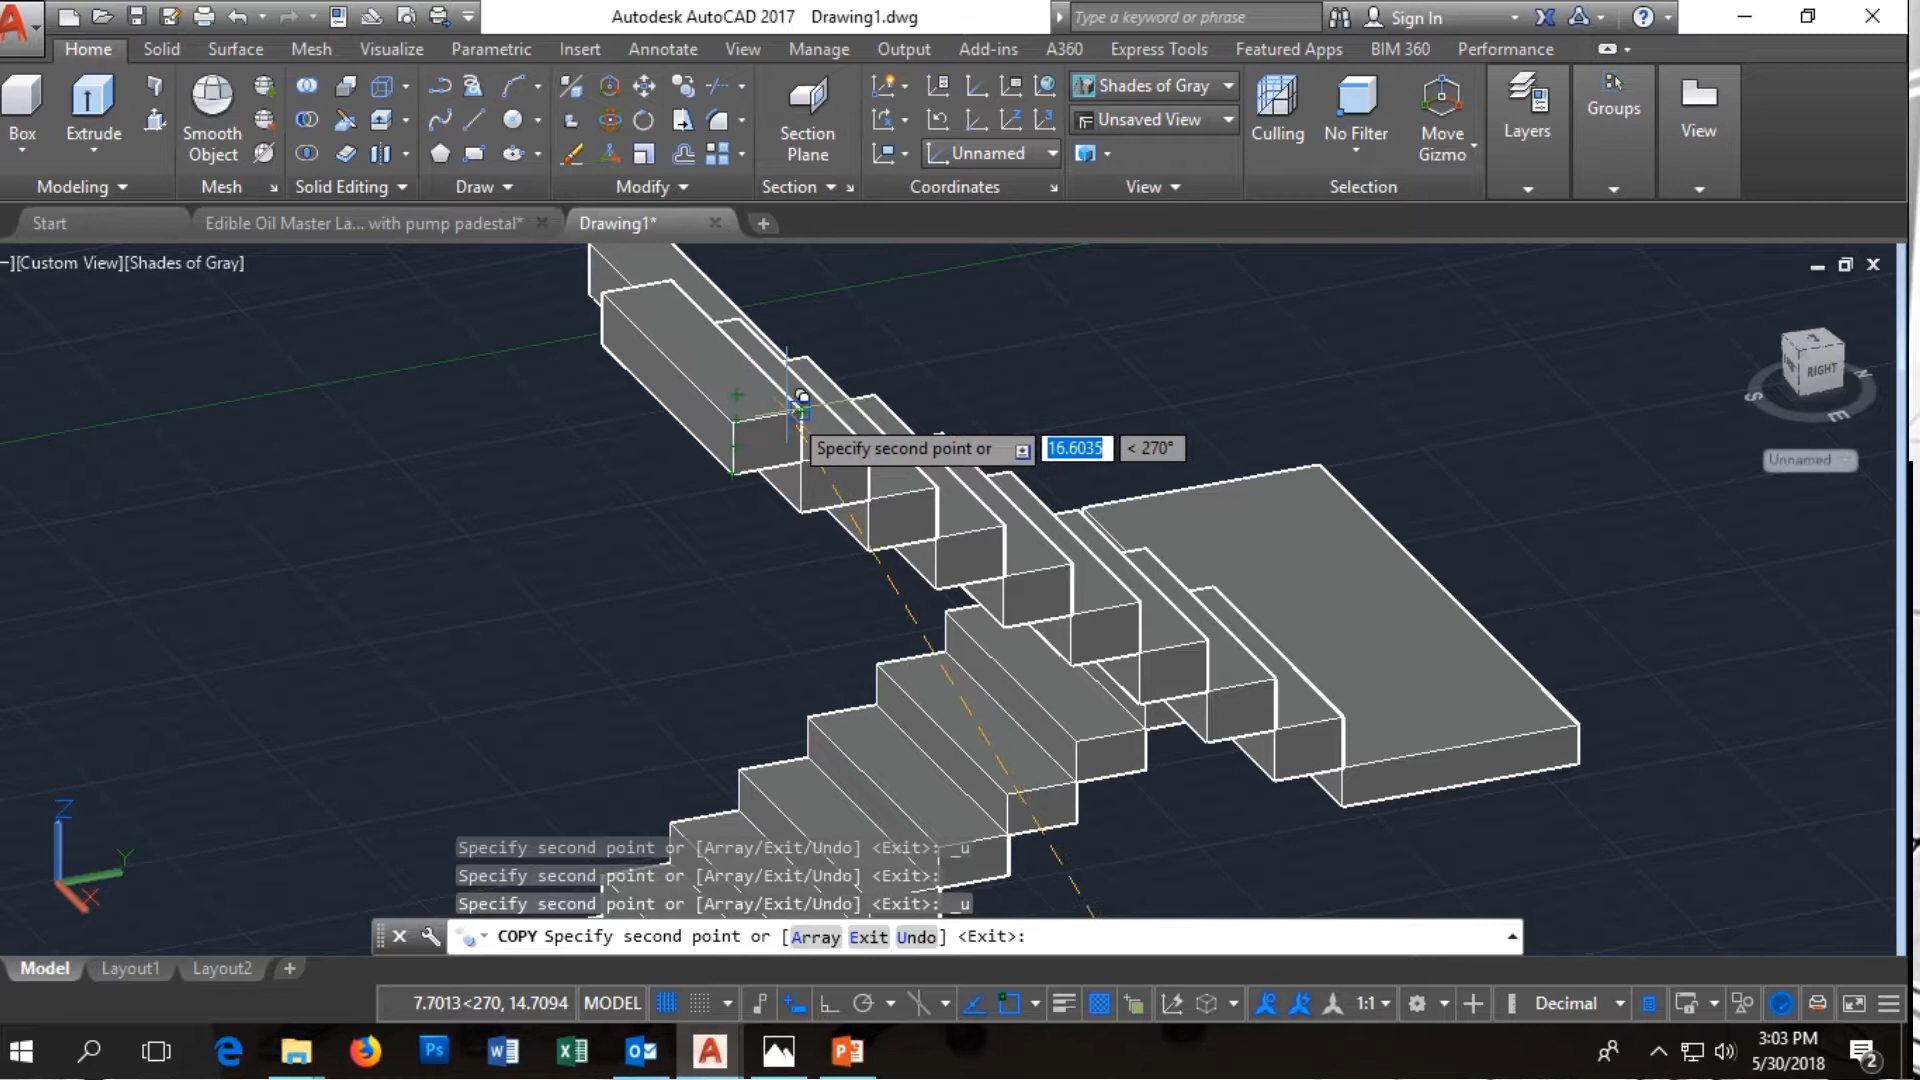 Autodesk AutoCAD 2017 Drawing1.dwg
Type a keyword or phrase
Sign In
Home Solid Surface Mesh Visualize Parametric Insert Annotate View Manage Output Add-ins A360 Express Tools Featured Apps BIM 360 Performance
Box
Extrude
Smooth Object
Section Plane
Shades of Gray
Unsaved View
Unnamed
Culling
No Filter
Move Gizmo
Layers
Groups
View
Modeling
Mesh
Solid Editing
Draw
Modify
Section
Coordinates
View
Selection
Start
Edible Oil Master La... with pump padestal*
Drawing1*
−][Custom View][Shades of Gray]
RIGHT
S
E
N
Unnamed
Specify second point or 16.6035 < 270°
Z
Y
X
Specify second point or [Array/Exit/Undo] <Exit>: _u
Specify second point or [Array/Exit/Undo] <Exit>:
Specify second point or [Array/Exit/Undo] <Exit>: _u
COPY Specify second point or [Array Exit Undo] <Exit>:
Model Layout1 Layout2
7.7013<270, 14.7094 MODEL 1:1 Decimal
Ps
3:03 PM
5/30/2018
2